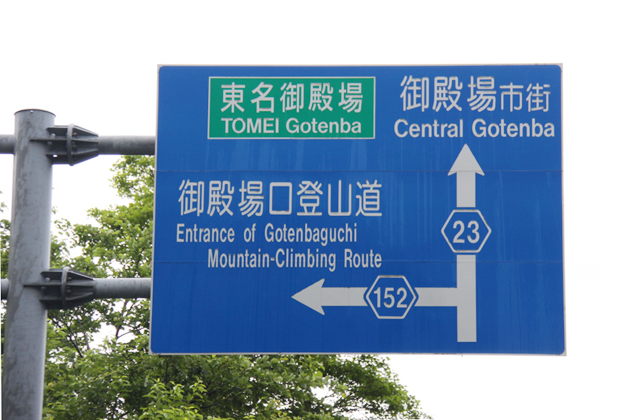 東名御殿場
TOMEI Gotenba
御殿場市街
Central Gotenba
御殿場口登山道
Entrance of Gotenbaguchi
Mountain-Climbing Route
23
152